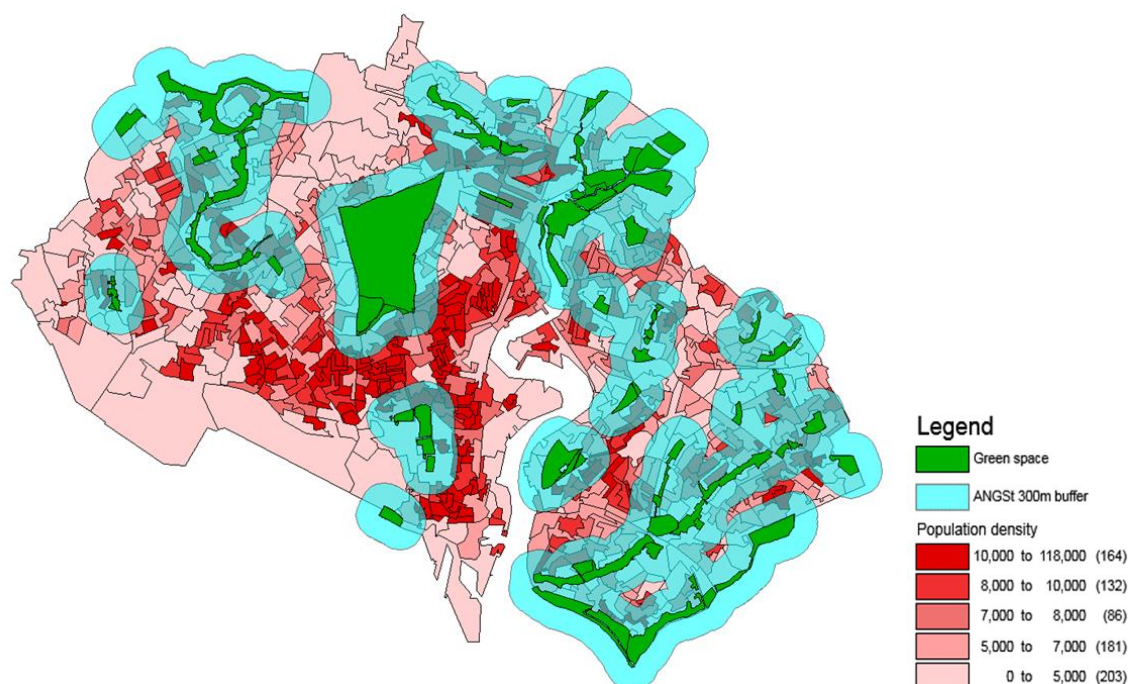 Legend
Green space
ANGSt 300m buffer
Population density
10,000 to 118,000 (164)
8,000 to 10,000 (132)
7,000 to 8,000 (86)
5,000 to 7,000 (181)
0 to 5,000 (203)